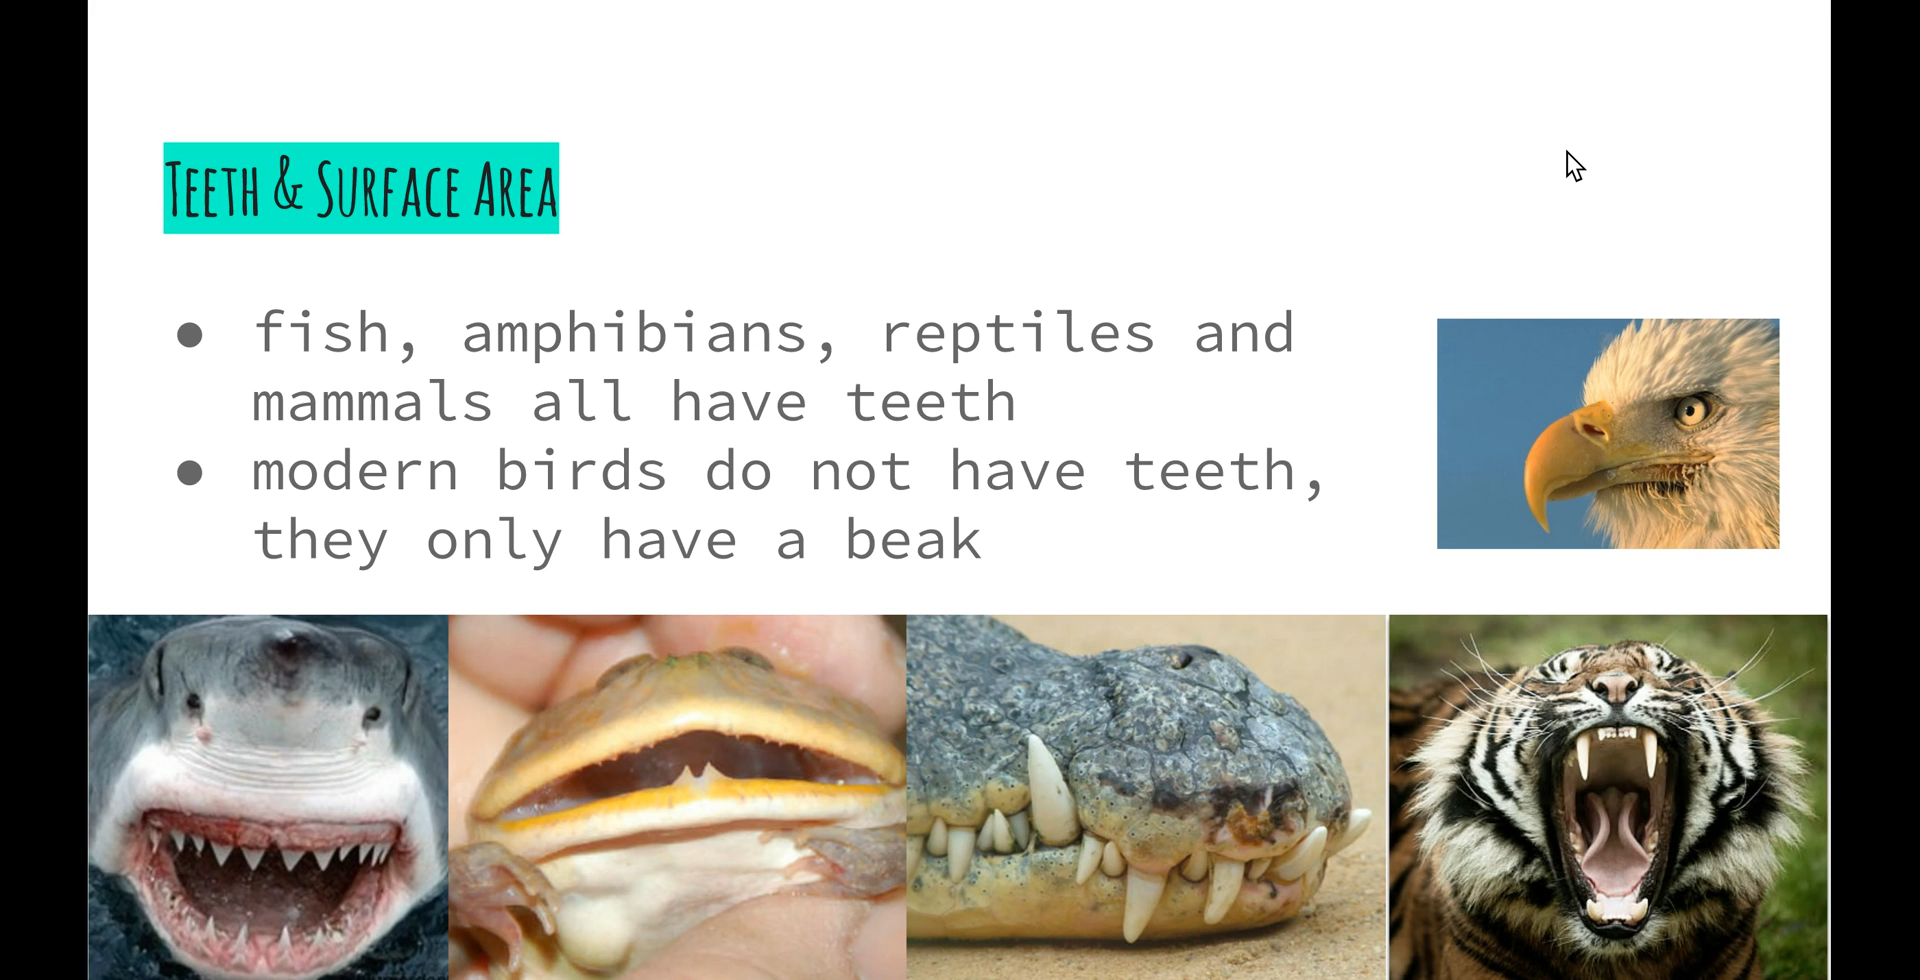 Teeth & Surface Area
● fish, amphibians, reptiles and
mammals all have teeth
● modern birds do not have teeth,
they only have a beak